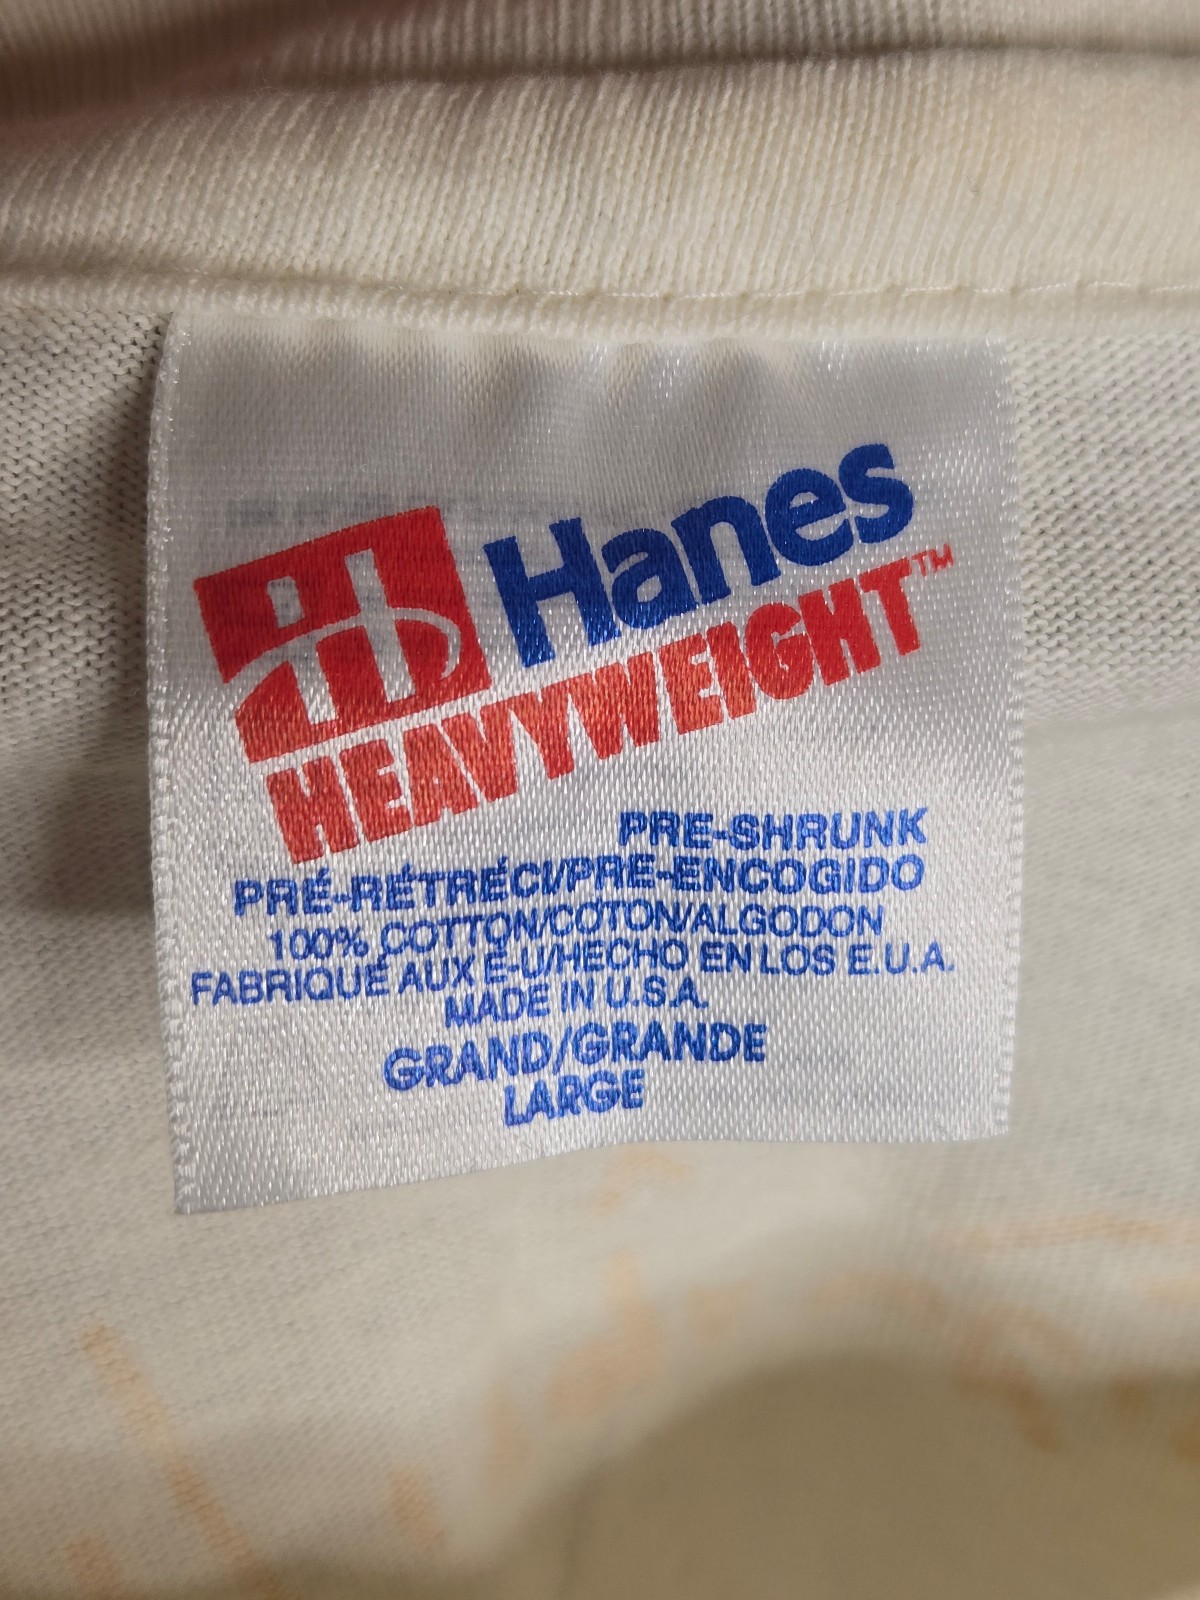 Hanes
HEAVYWEIGHT™
PRE-SHRUNK
PRÉ-RÉTRÉCI/PRE-ENCOGIDO
100% COTTON/COTON/ALGODON
FABRIQUÉ AUX É-U/HECHO EN LOS E.U.A.
MADE IN U.S.A.
GRAND/GRANDE
LARGE